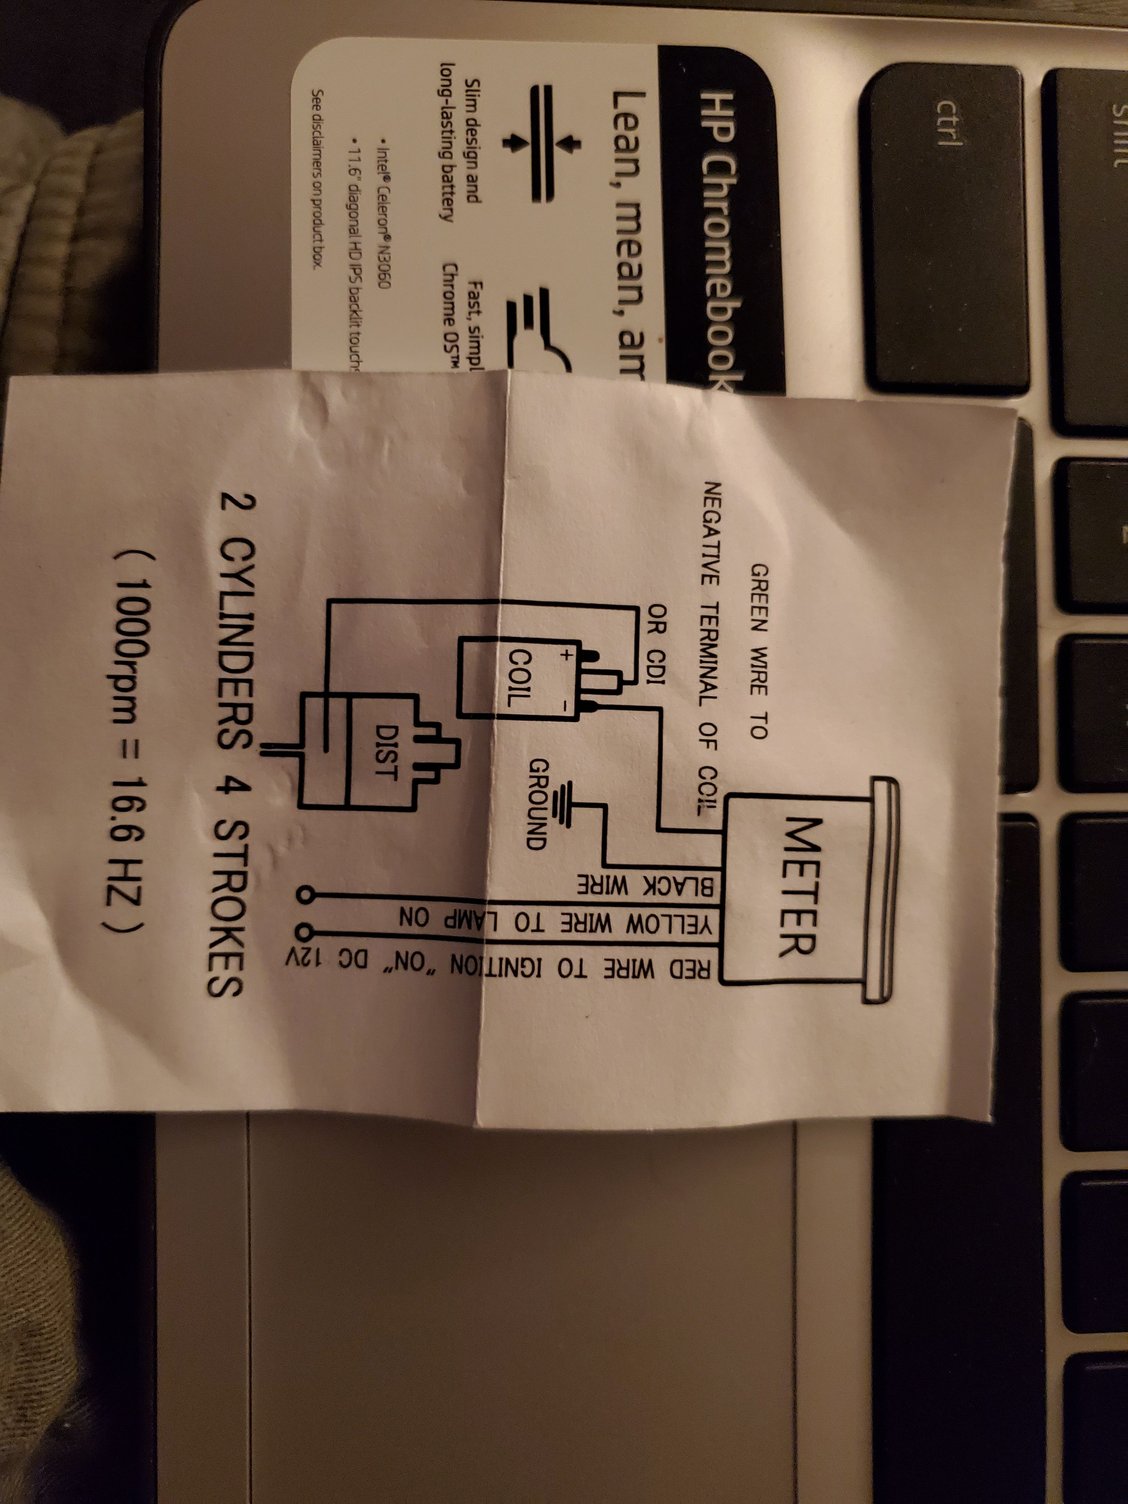 shift
ctrl
HP Chromebook
Lean, mean, am
Slim design and
long-lasting battery
Fast, simpl
Chrome OS™
• Intel® Celeron® N3060
• 11.6" diagonal HD IPS backlit touchs
See disclaimers on product box.
METER
GREEN WIRE TO
NEGATIVE TERMINAL OF COIL
OR CDI
+ −
COIL
GROUND
DIST
BLACK WIRE
YELLOW WIRE TO LAMP ON
RED WIRE TO IGNITION "ON" DC 12V
2 CYLINDERS 4 STROKES
( 1000rpm = 16.6 HZ )